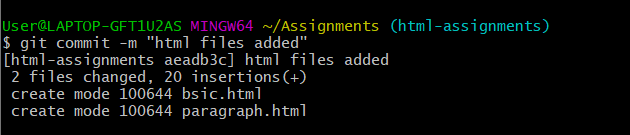 User@LAPTOP-GFT1U2AS MINGW64 ~/Assignments (html-assignments)
$ git commit -m "html files added"
[html-assignments aeadb3c] html files added
 2 files changed, 20 insertions(+)
 create mode 100644 bsic.html
 create mode 100644 paragraph.html